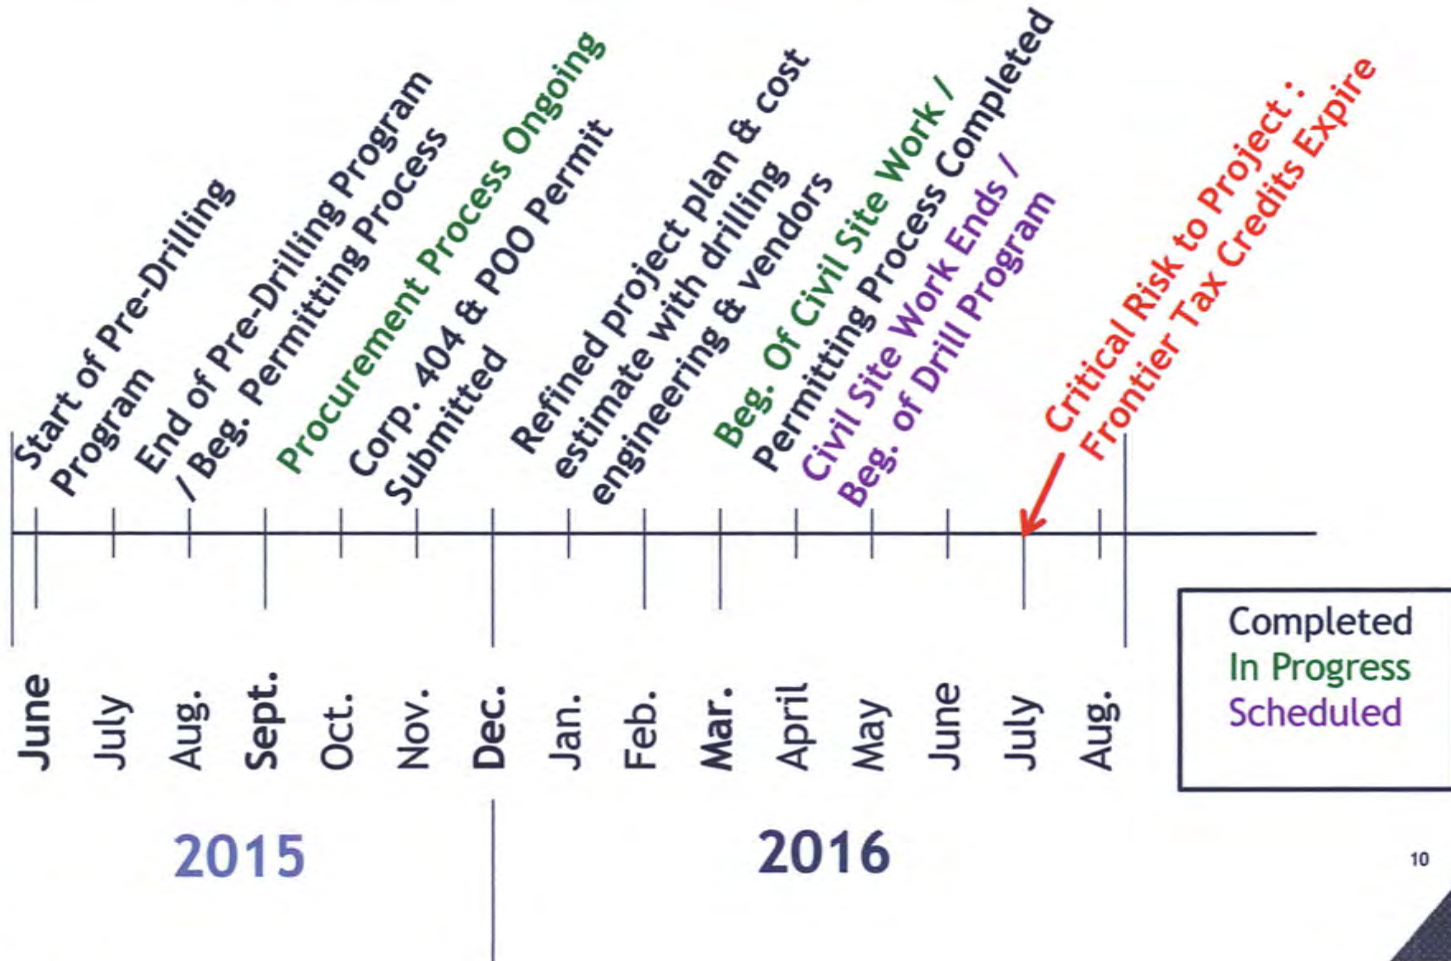 Start of Pre-Drilling
Program
End of Pre-Drilling Program
/ Beg. Permitting Process
Procurement Process Ongoing
Corp. 404 & POO Permit
Submitted
Refined project plan & cost
estimate with drilling
engineering & vendors
Beg. Of Civil Site Work /
Permitting Process Completed
Civil Site Work Ends /
Beg. of Drill Program
Critical Risk to Project :
Frontier Tax Credits Expire
June
July
Aug.
Sept.
Oct.
Nov.
Dec.
Jan.
Feb.
Mar.
April
May
June
July
Aug.
Completed
In Progress
Scheduled
2015
2016
10